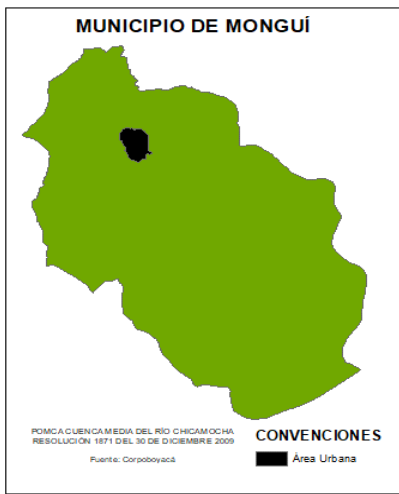 MUNICIPIO DE MONGUÍ
POMCA CUENCA MEDIA DEL RÍO CHICAMOCHA
RESOLUCIÓN 1871 DEL 30 DE DICIEMBRE 2009
Fuente: Corpoboyacá
CONVENCIONES
Área Urbana